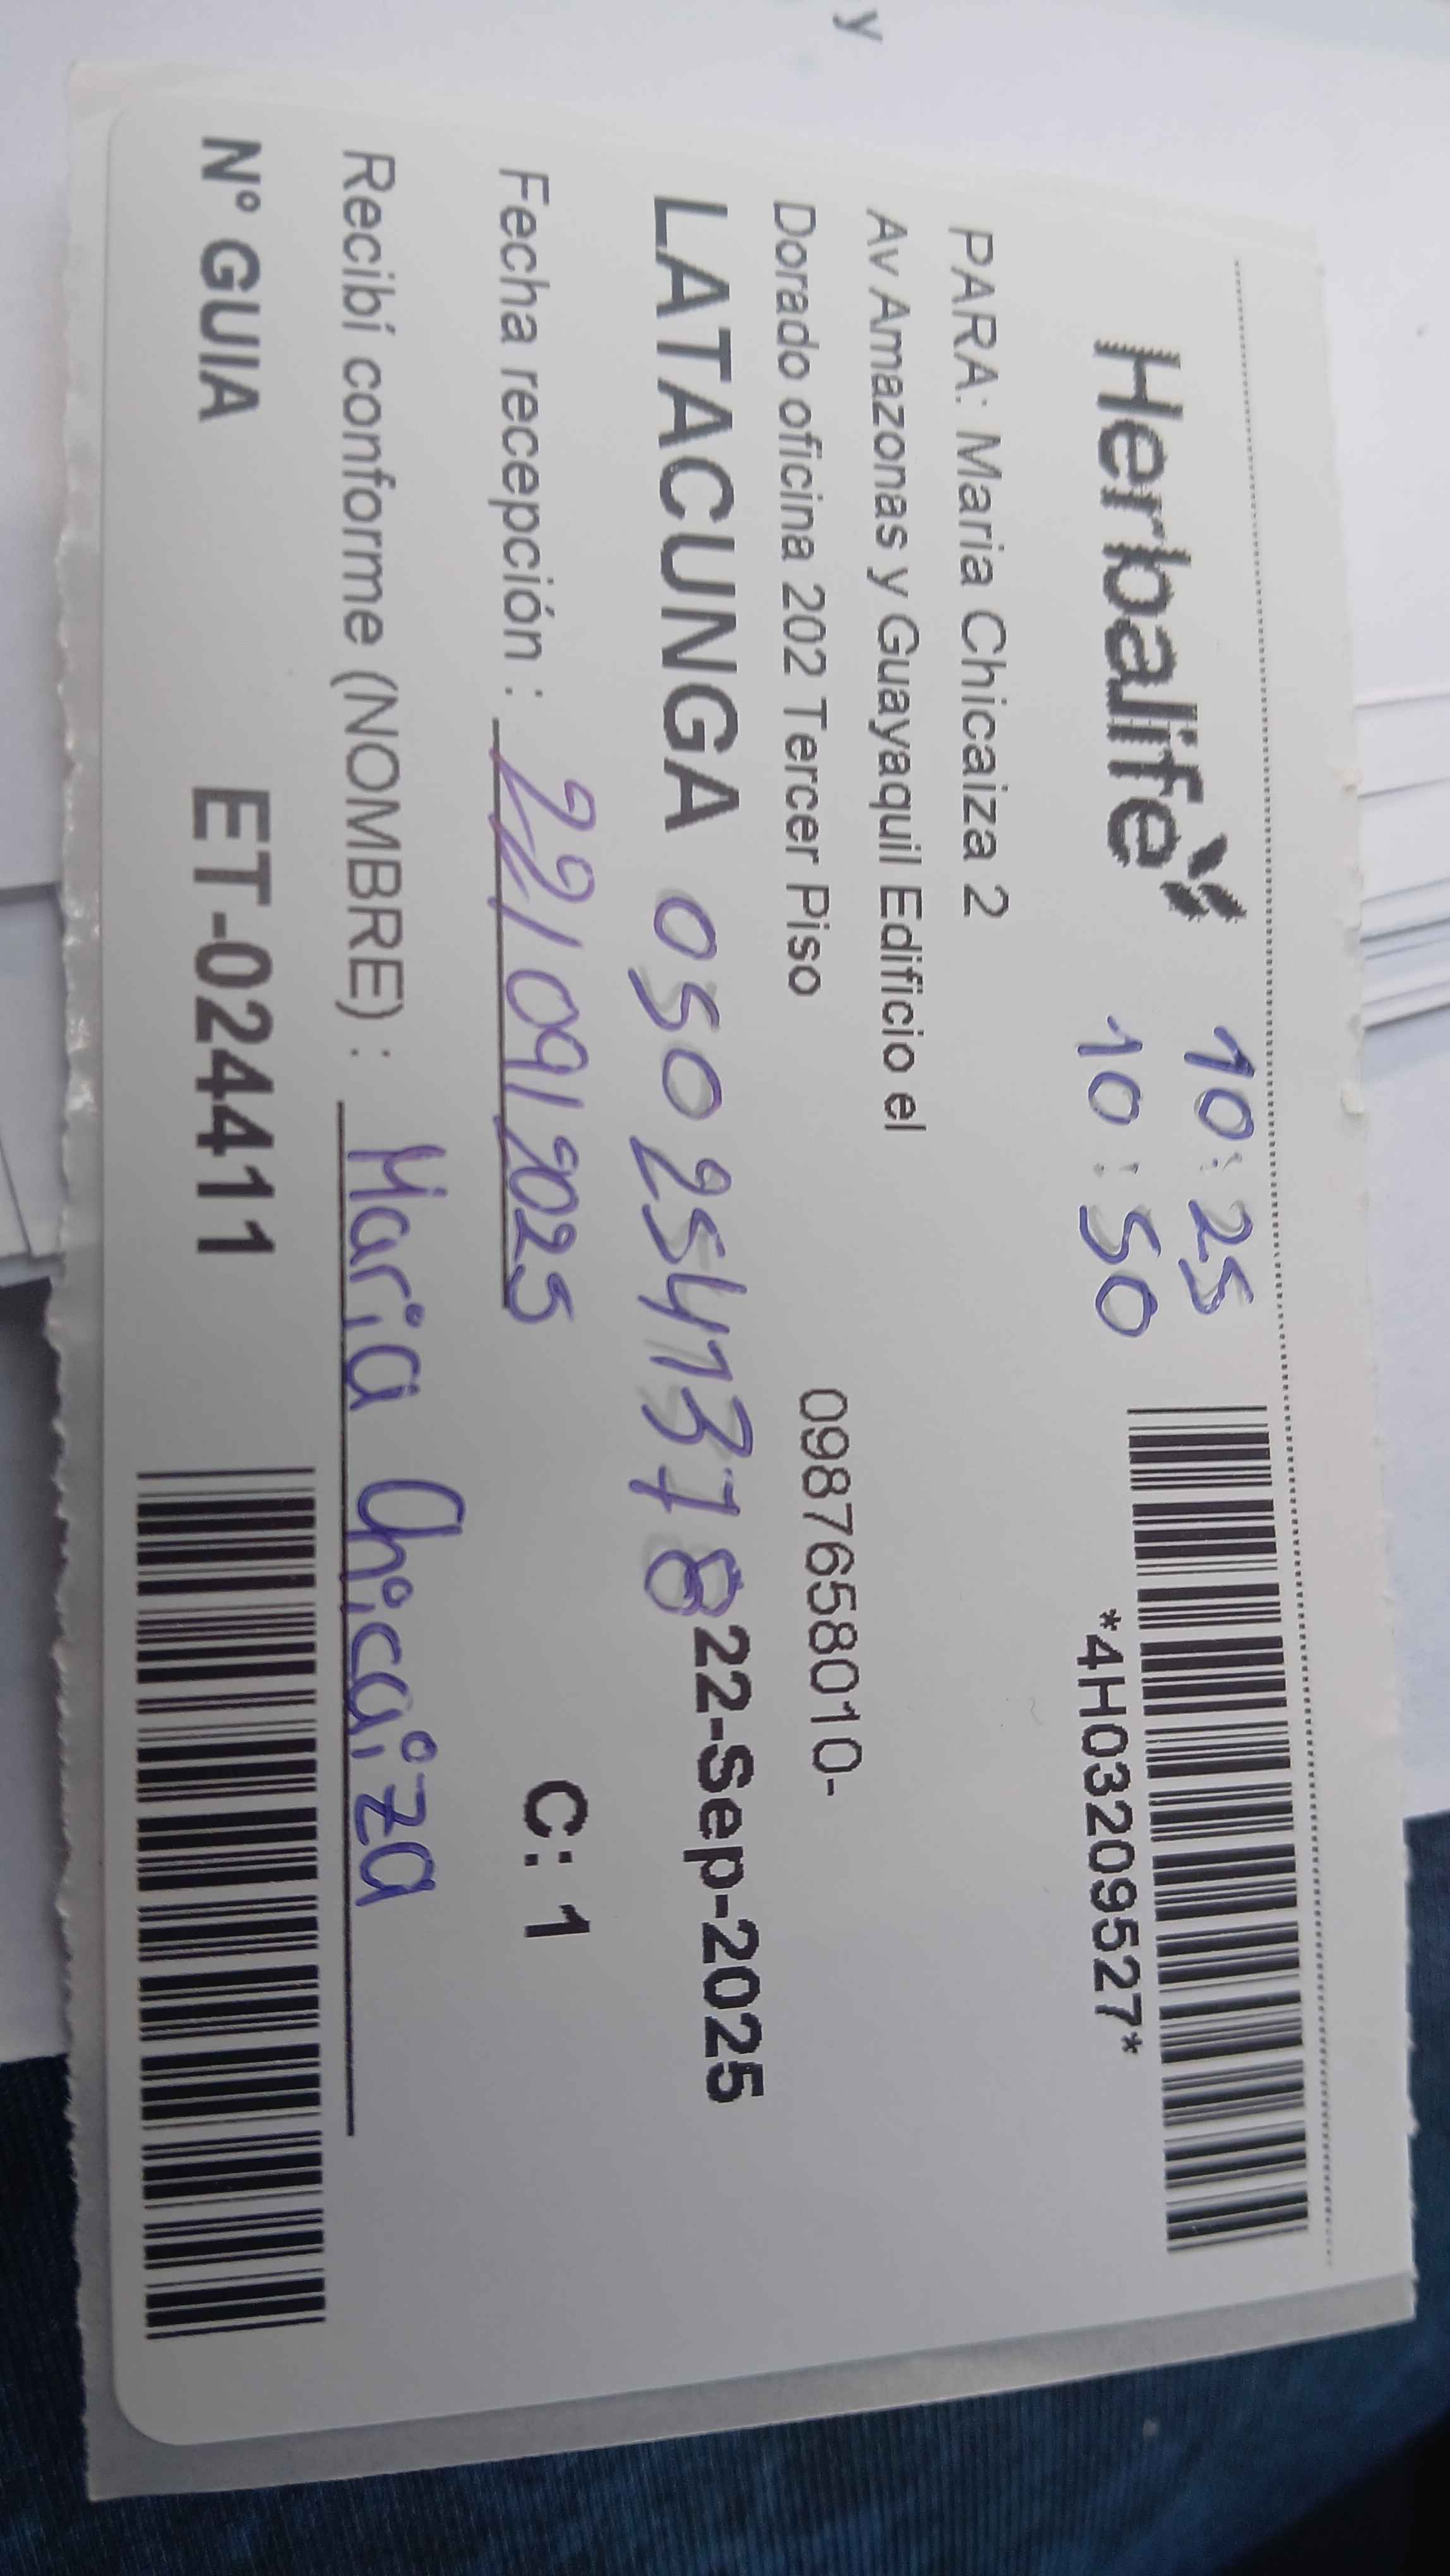 y
Herbalife
10:25
10:50
*4H03209527*
PARA: Maria Chicaiza 2
Av Amazonas y Guayaquil Edificio el
Dorado oficina 202 Tercer Piso
0987658010-
LATACUNGA 0502541378 22-Sep-2025
Fecha recepción : 22/09/2025 C: 1
Recibí conforme (NOMBRE) : Maria Chicaiza
N° GUIA ET-024411